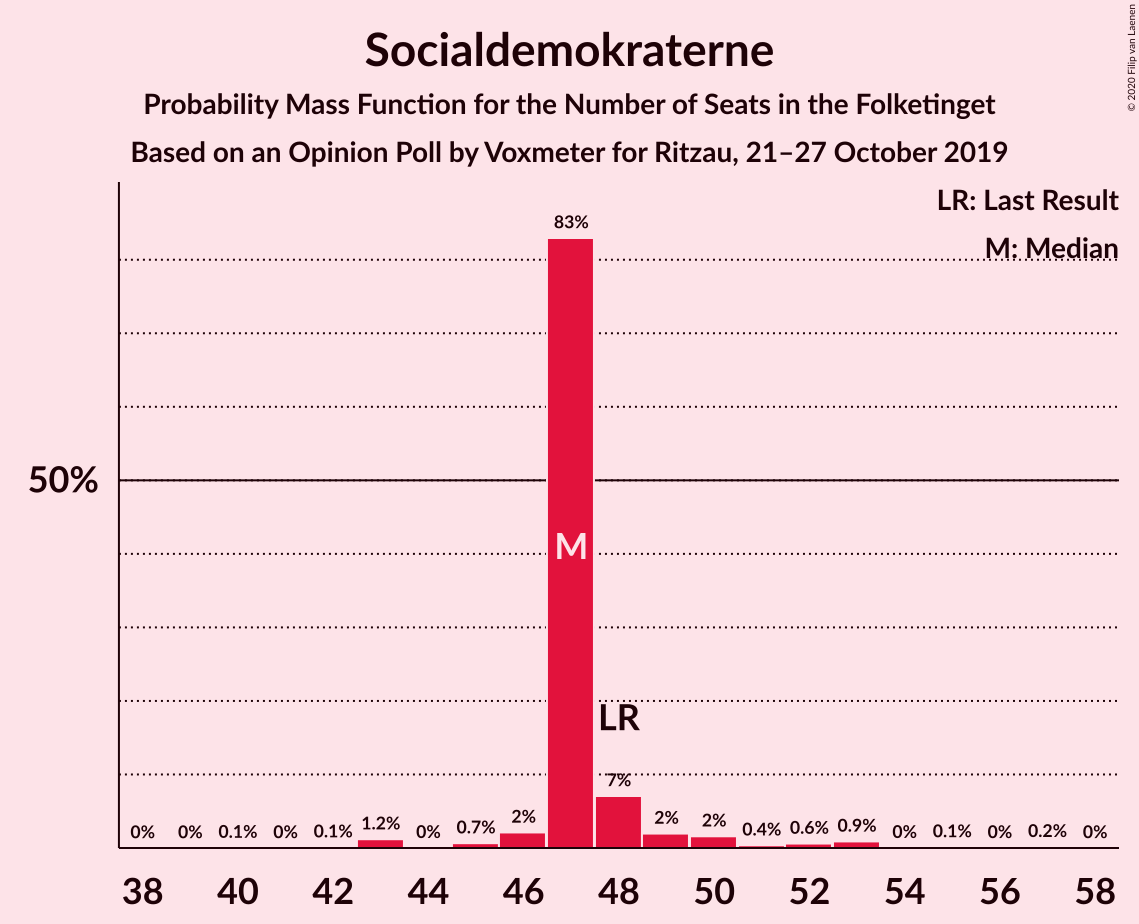 Socialdemokraterne
Probability Mass Function for the Number of Seats in the Folketinget
Based on an Opinion Poll by Voxmeter for Ritzau, 21–27 October 2019
© 2020 Filip van Laenen
LR: Last Result
M: Median
83%
50%
M
LR
7%
0% 0% 0.1% 0% 0.1% 1.2% 0% 0.7% 2% 2% 2% 0.4% 0.6% 0.9% 0% 0.1% 0% 0.2% 0%
38 40 42 44 46 48 50 52 54 56 58